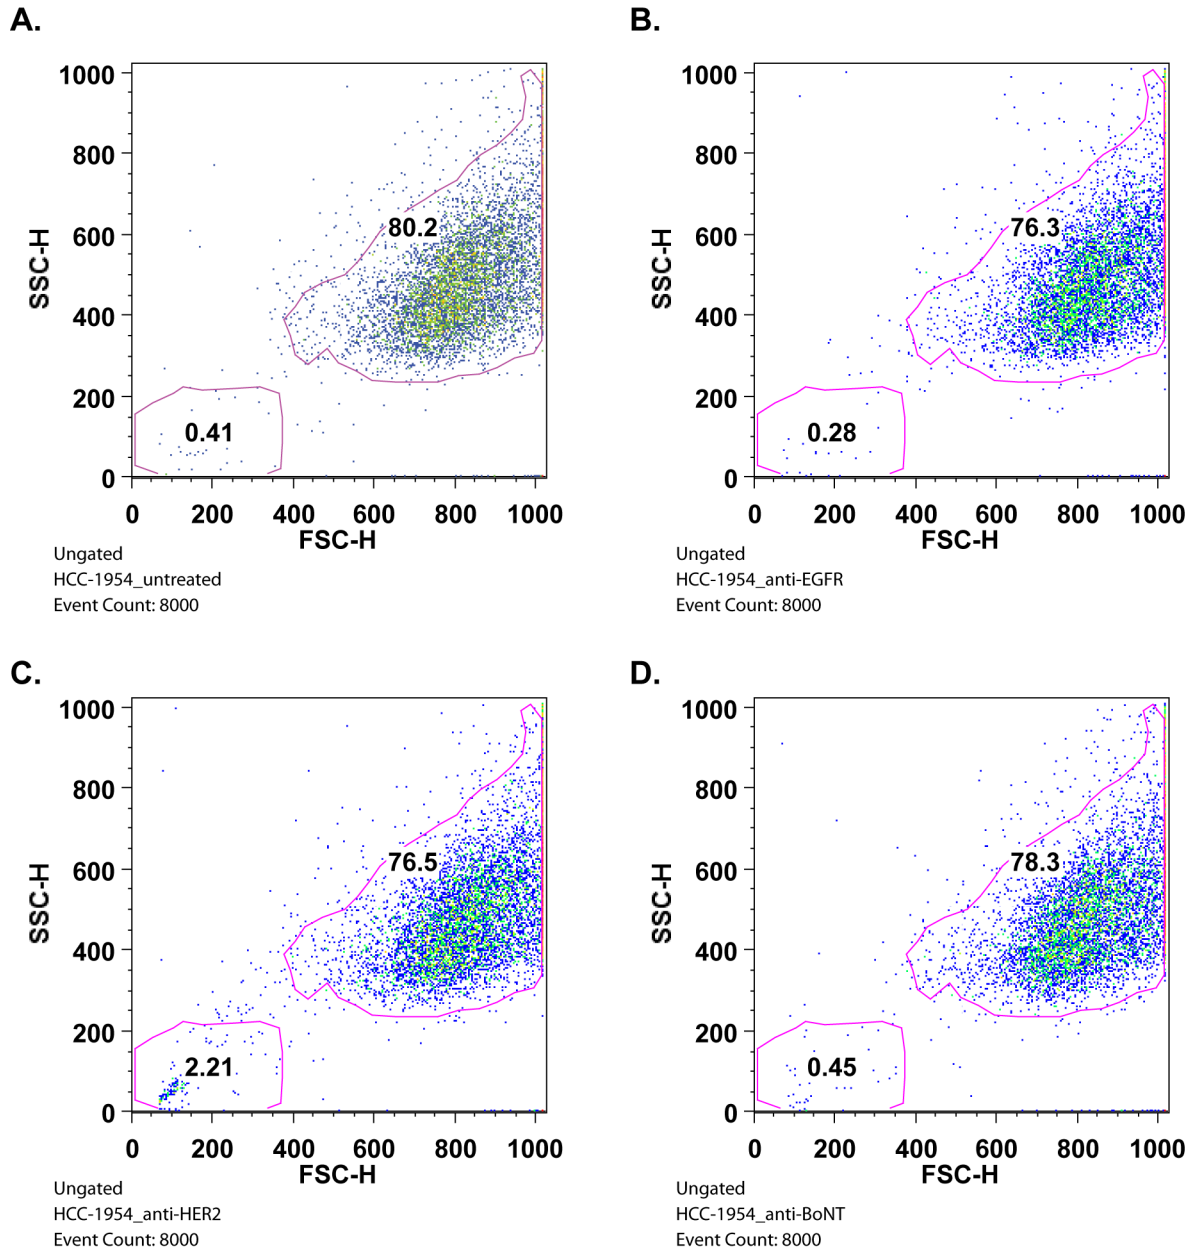 A.
1000
800
600
400
200
0
SSC-H
80.2
0.41
0 200 400 600 800 1000
FSC-H
Ungated
HCC-1954_untreated
Event Count: 8000
B.
1000
800
600
400
200
0
SSC-H
76.3
0.28
0 200 400 600 800 1000
FSC-H
Ungated
HCC-1954_anti-EGFR
Event Count: 8000
C.
1000
800
600
400
200
0
SSC-H
76.5
2.21
0 200 400 600 800 1000
FSC-H
Ungated
HCC-1954_anti-HER2
Event Count: 8000
D.
1000
800
600
400
200
0
SSC-H
78.3
0.45
0 200 400 600 800 1000
FSC-H
Ungated
HCC-1954_anti-BoNT
Event Count: 8000